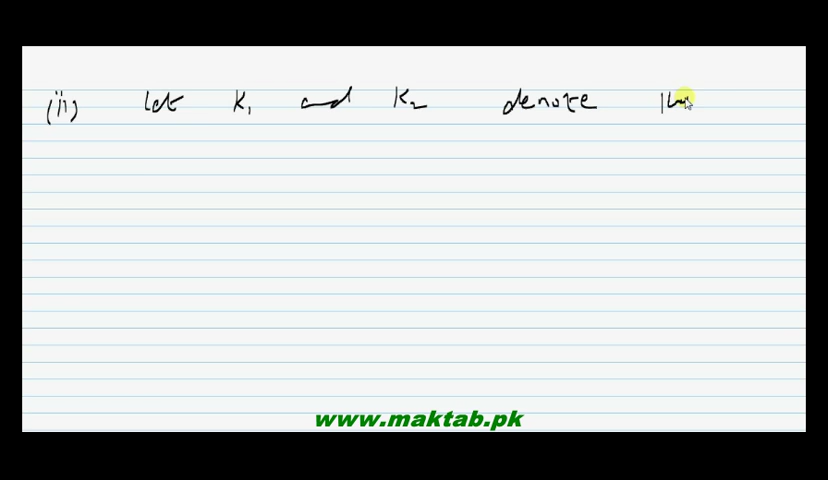 (ii) let K₁ and K₂ denote
www.maktab.pk